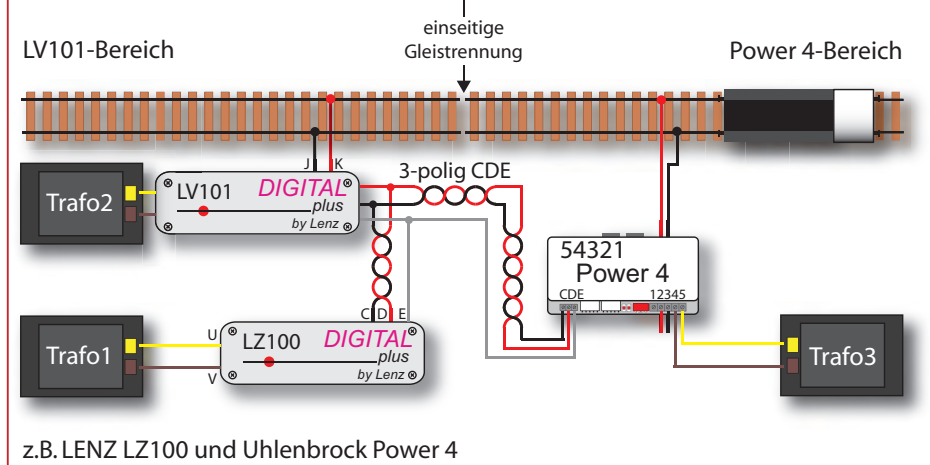 einseitige
Gleistrennung
LV101-Bereich
Power 4-Bereich
J K
3-polig CDE
Trafo2
LV101 DIGITAL
plus
by Lenz
54321
Power 4
CDE 12345
C D E
Trafo1
U
V
LZ100 DIGITAL
plus
by Lenz
Trafo3
z.B. LENZ LZ100 und Uhlenbrock Power 4